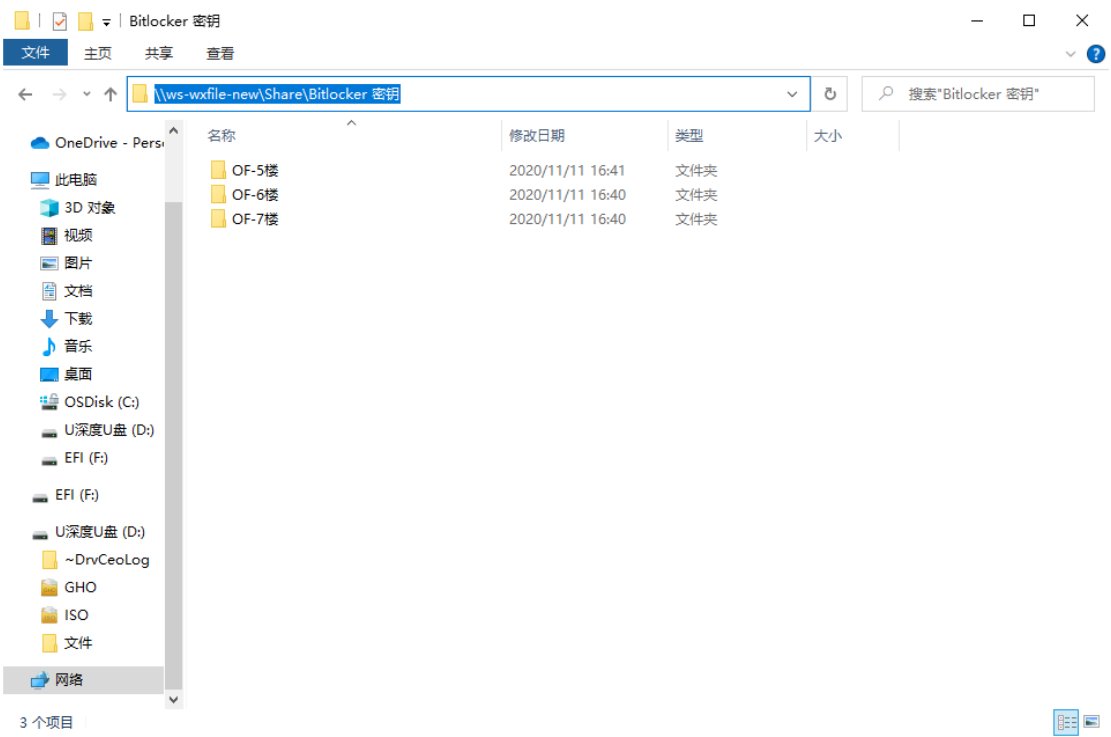 Bitlocker 密钥
文件 主页 共享 查看
\\ws-wxfile-new\Share\Bitlocker 密钥
搜索"Bitlocker 密钥"
OneDrive - Pers
此电脑
3D 对象
视频
图片
文档
下载
音乐
桌面
OSDisk (C:)
U深度U盘 (D:)
EFI (F:)
EFI (F:)
U深度U盘 (D:)
~DrvCeoLog
GHO
ISO
文件
网络
名称 修改日期 类型 大小
OF-5楼 2020/11/11 16:41 文件夹
OF-6楼 2020/11/11 16:40 文件夹
OF-7楼 2020/11/11 16:40 文件夹
3 个项目